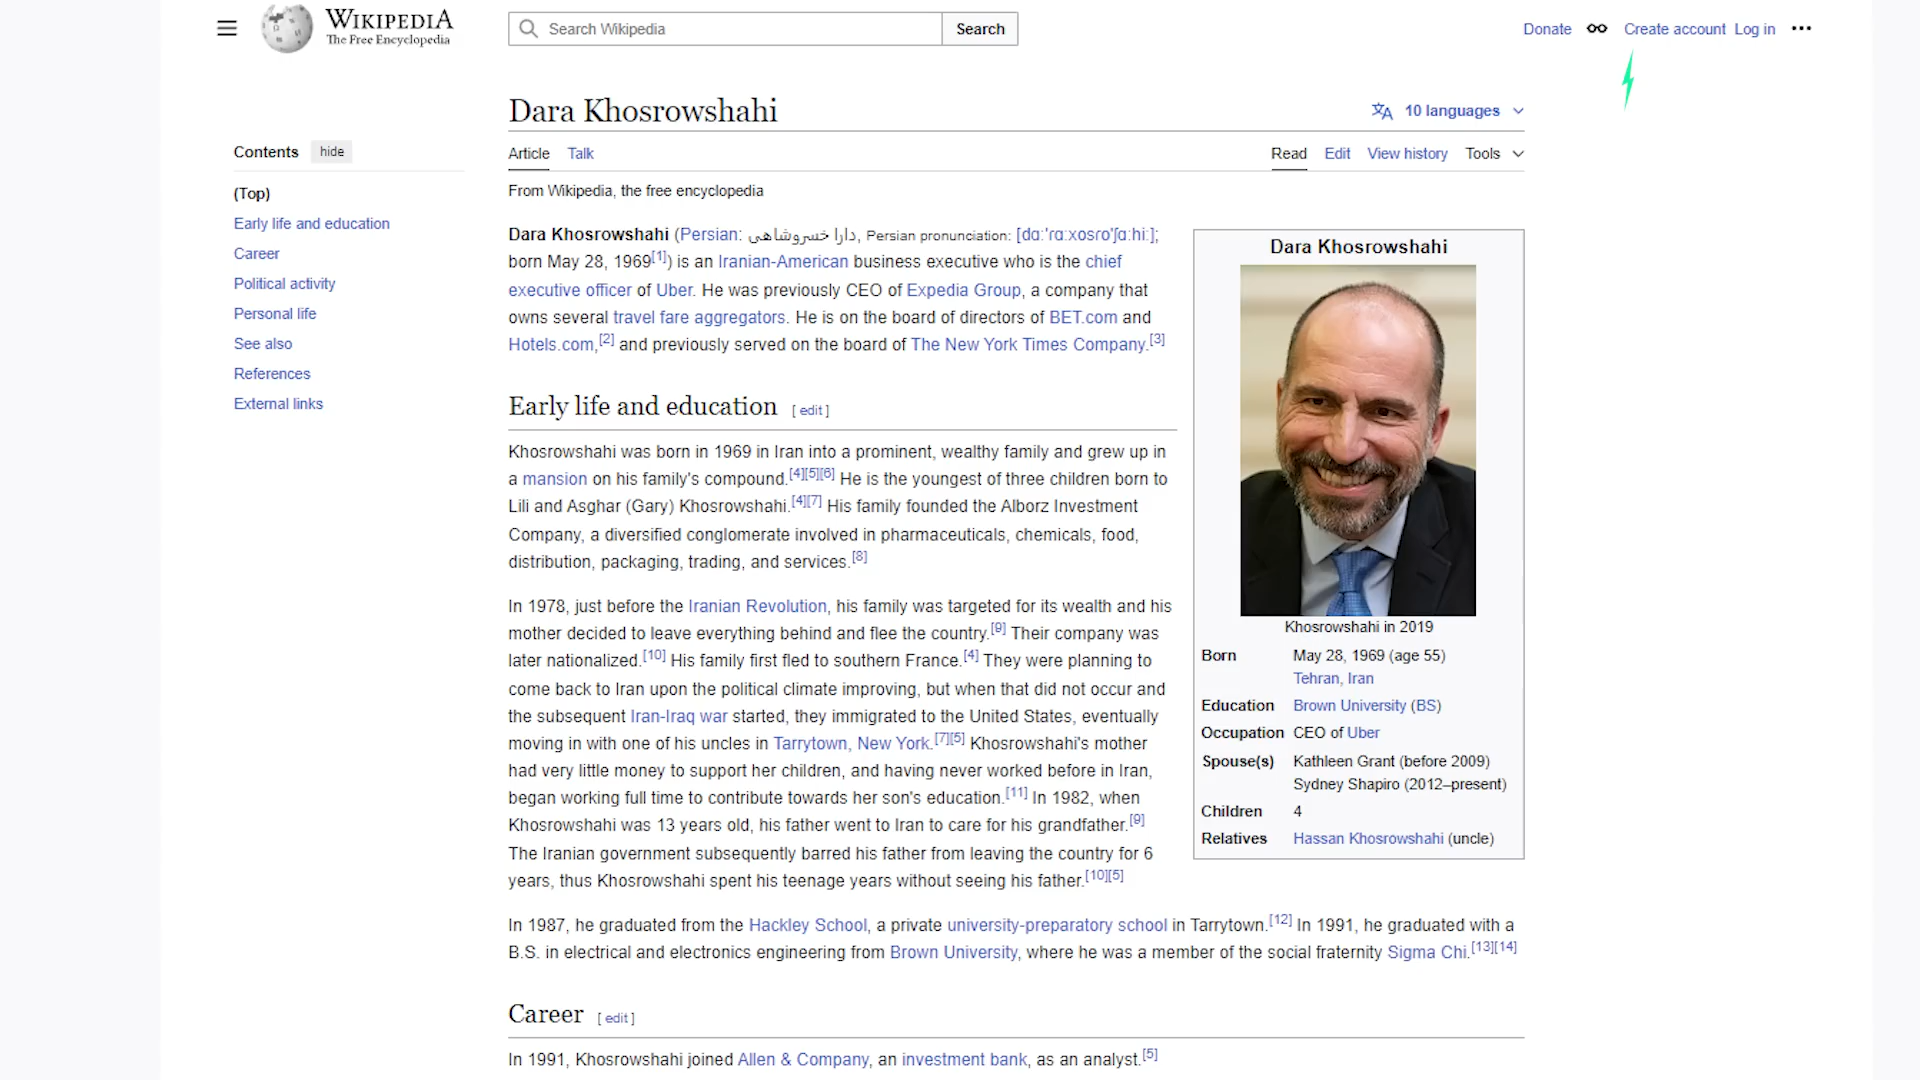 WIKIPEDIA
The Free Encyclopedia
Search Wikipedia
Search
Donate
Create account
Log in
Dara Khosrowshahi
10 languages
Contents
hide
(Top)
Early life and education
Career
Political activity
Personal life
See also
References
External links
Article
Talk
Read
Edit
View history
Tools
From Wikipedia, the free encyclopedia
Dara Khosrowshahi (Persian: دارا خسروشاهی, Persian pronunciation: [dɑːˈrɑːxosɾoˈʃɑːhiː];
born May 28, 1969[1]) is an Iranian-American business executive who is the chief
executive officer of Uber. He was previously CEO of Expedia Group, a company that
owns several travel fare aggregators. He is on the board of directors of BET.com and
Hotels.com,[2] and previously served on the board of The New York Times Company.[3]
Early life and education [ edit ]
Khosrowshahi was born in 1969 in Iran into a prominent, wealthy family and grew up in
a mansion on his family's compound.[4][5][6] He is the youngest of three children born to
Lili and Asghar (Gary) Khosrowshahi.[4][7] His family founded the Alborz Investment
Company, a diversified conglomerate involved in pharmaceuticals, chemicals, food,
distribution, packaging, trading, and services.[8]
In 1978, just before the Iranian Revolution, his family was targeted for its wealth and his
mother decided to leave everything behind and flee the country.[9] Their company was
later nationalized.[10] His family first fled to southern France.[4] They were planning to
come back to Iran upon the political climate improving, but when that did not occur and
the subsequent Iran-Iraq war started, they immigrated to the United States, eventually
moving in with one of his uncles in Tarrytown, New York.[7][5] Khosrowshahi's mother
had very little money to support her children, and having never worked before in Iran,
began working full time to contribute towards her son's education.[11] In 1982, when
Khosrowshahi was 13 years old, his father went to Iran to care for his grandfather.[9]
The Iranian government subsequently barred his father from leaving the country for 6
years, thus Khosrowshahi spent his teenage years without seeing his father.[10][5]
In 1987, he graduated from the Hackley School, a private university-preparatory school in Tarrytown.[12] In 1991, he graduated with a
B.S. in electrical and electronics engineering from Brown University, where he was a member of the social fraternity Sigma Chi.[13][14]
Career [ edit ]
In 1991, Khosrowshahi joined Allen & Company, an investment bank, as an analyst.[5]
Dara Khosrowshahi
Khosrowshahi in 2019
Born May 28, 1969 (age 55)
Tehran, Iran
Education Brown University (BS)
Occupation CEO of Uber
Spouse(s) Kathleen Grant (before 2009)
Sydney Shapiro (2012–present)
Children 4
Relatives Hassan Khosrowshahi (uncle)